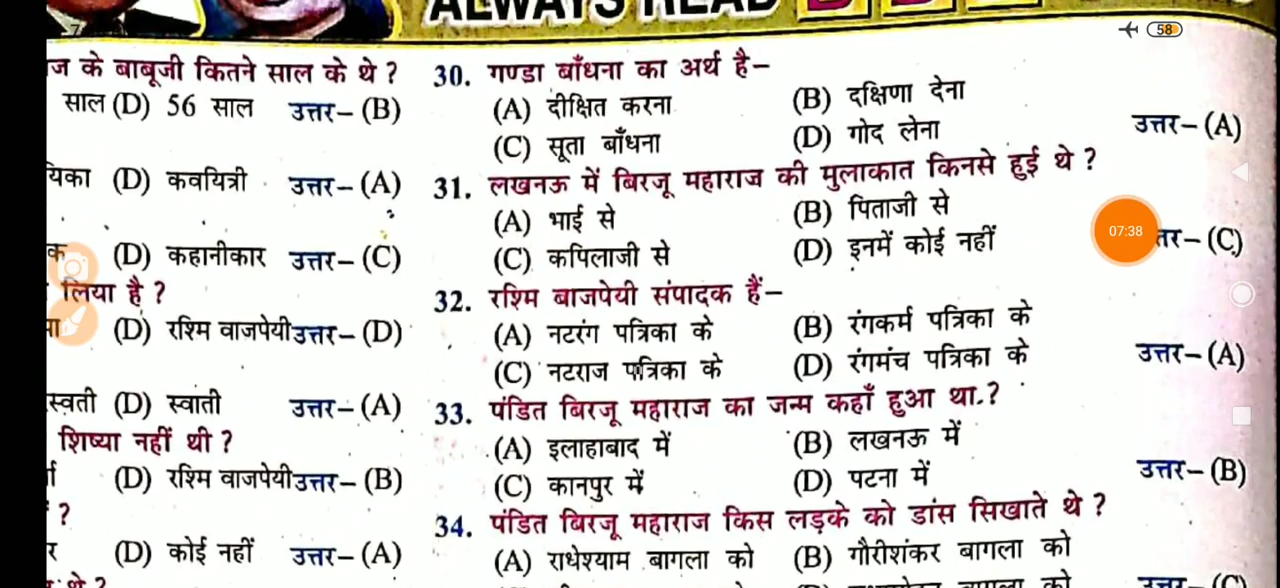 ALWAYS READ
58
ज के बाबूजी कितने साल के थे ?
साल (D) 56 साल उत्तर– (B)
यिका (D) कवयित्री उत्तर– (A)
क (D) कहानीकार उत्तर– (C)
लिया है ?
(D) रश्मि वाजपेयी उत्तर– (D)
स्वती (D) स्वाती उत्तर– (A)
शिष्या नहीं थी ?
(D) रश्मि वाजपेयी उत्तर– (B)
?
र (D) कोई नहीं उत्तर– (A)
30. गण्डा बाँधना का अर्थ है–
(A) दीक्षित करना (B) दक्षिणा देना
(C) सूता बाँधना (D) गोद लेना उत्तर– (A)
31. लखनऊ में बिरजू महाराज की मुलाकात किनसे हुई थे ?
(A) भाई से (B) पिताजी से
(C) कपिलाजी से (D) इनमें कोई नहीं त्तर– (C)
07:38
32. रश्मि बाजपेयी संपादक हैं–
(A) नटरंग पत्रिका के (B) रंगकर्म पत्रिका के
(C) नटराज पत्रिका के (D) रंगमंच पत्रिका के उत्तर– (A)
33. पंडित बिरजू महाराज का जन्म कहाँ हुआ था.?
(A) इलाहाबाद में (B) लखनऊ में
(C) कानपुर में (D) पटना में उत्तर– (B)
34. पंडित बिरजू महाराज किस लड़के को डांस सिखाते थे ?
(A) राधेश्याम बागला को (B) गौरीशंकर बागला को